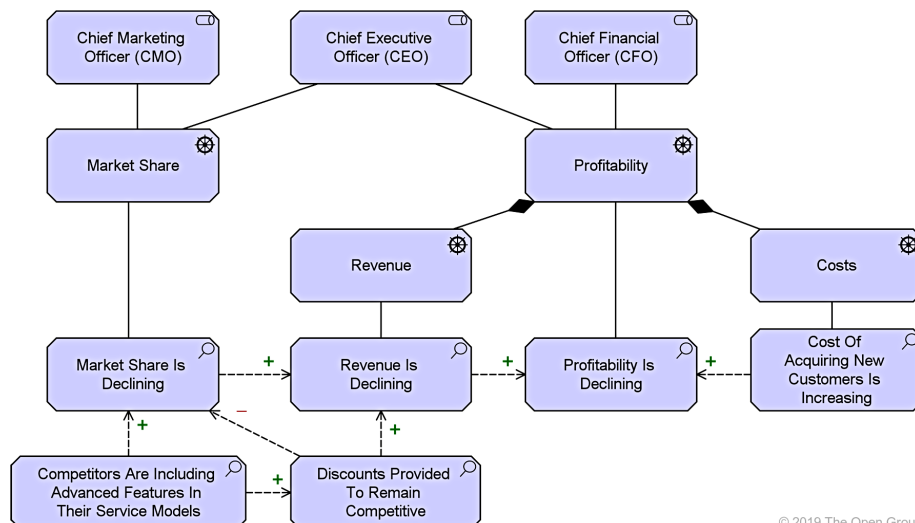 Chief Marketing
Officer (CMO)
Chief Executive
Officer (CEO)
Chief Financial
Officer (CFO)
Market Share
Profitability
Revenue
Costs
Market Share Is
Declining
+
Revenue Is
Declining
+
Profitability Is
Declining
+
Cost Of
Acquiring New
Customers Is
Increasing
+
−
+
Competitors Are Including
Advanced Features In
Their Service Models
+
Discounts Provided
To Remain
Competitive
© 2019 The Open Grou